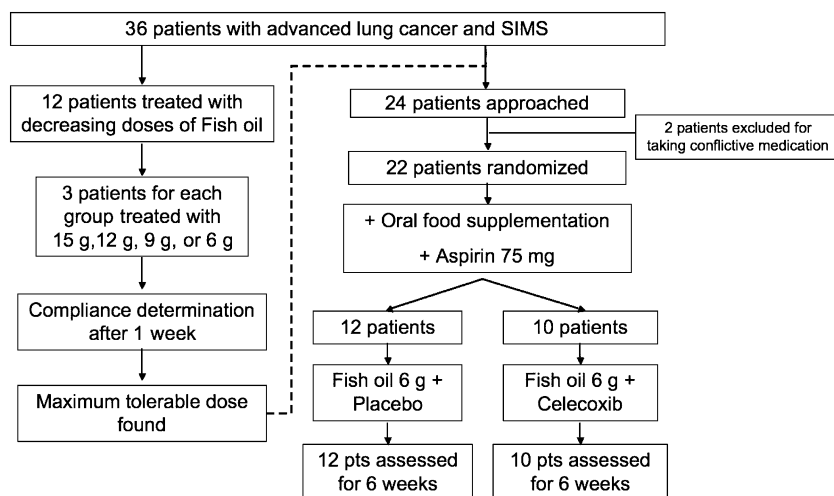 36 patients with advanced lung cancer and SIMS
12 patients treated with
decreasing doses of Fish oil
3 patients for each
group treated with
15 g,12 g, 9 g, or 6 g
Compliance determination
after 1 week
Maximum tolerable dose
found
24 patients approached
2 patients excluded for
taking conflictive medication
22 patients randomized
+ Oral food supplementation
+ Aspirin 75 mg
12 patients
Fish oil 6 g +
Placebo
12 pts assessed
for 6 weeks
10 patients
Fish oil 6 g +
Celecoxib
10 pts assessed
for 6 weeks